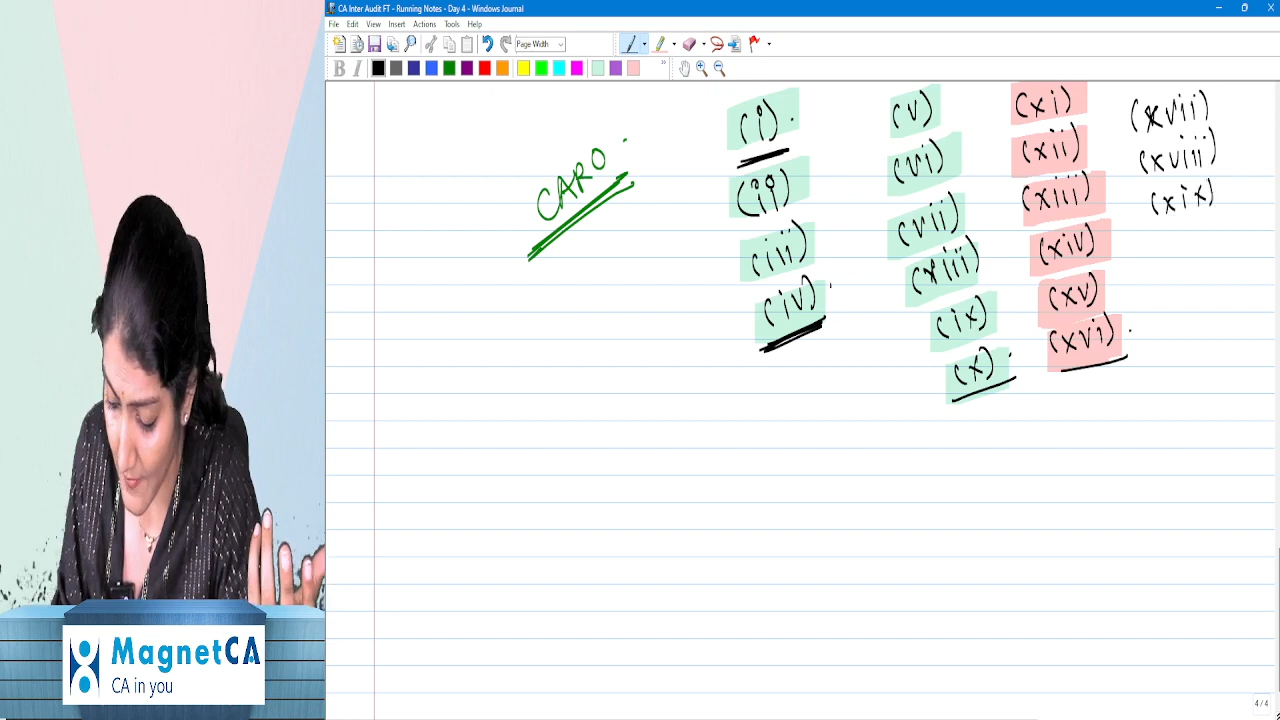 CA Inter Audit FT - Running Notes - Day 4 - Windows Journal
File Edit View Insert Actions Tools Help
Page Width
B I
CARO
(i)
(ii)
(iii)
(iv)
(v)
(vi)
(vii)
(viii)
(ix)
(x)
(xi)
(xii)
(xiii)
(xiv)
(xv)
(xvi)
(xvii)
(xviii)
(xix)
MagnetCA
CA in you
4/4